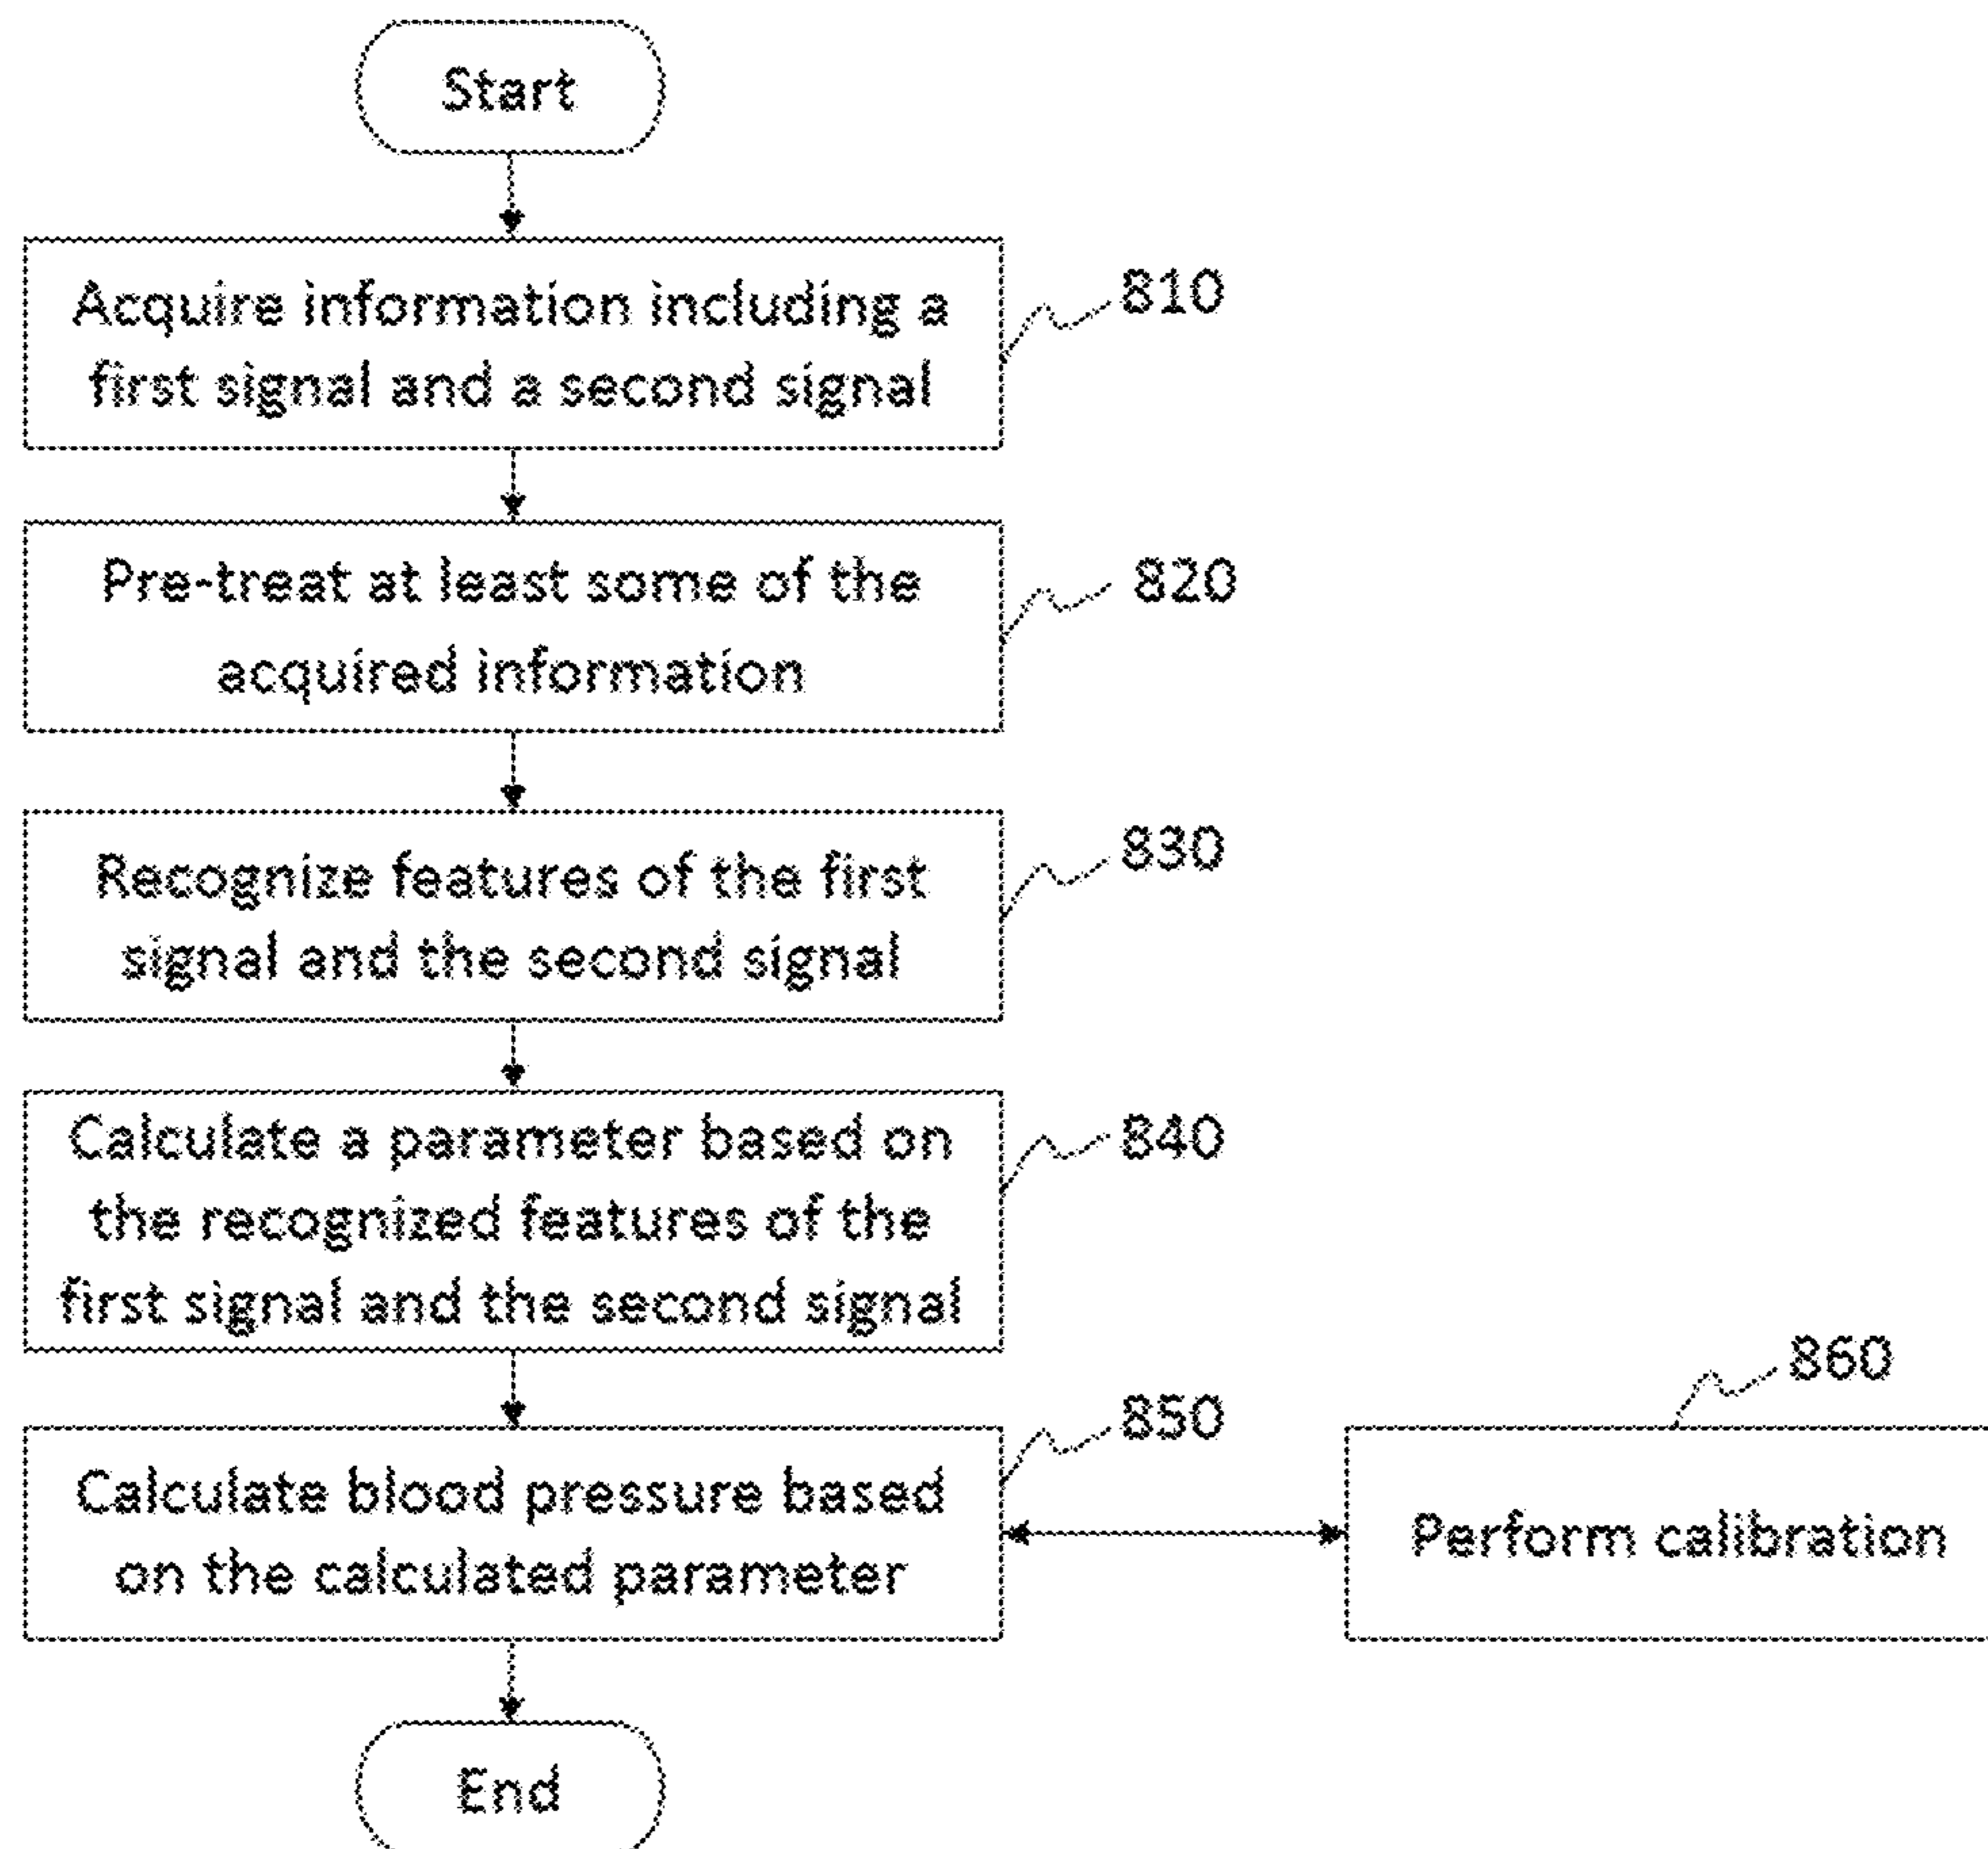 Start
Acquire information including a
first signal and a second signal
810
Pre-treat at least some of the
acquired information
820
Recognize features of the first
signal and the second signal
830
Calculate a parameter based on
the recognized features of the
first signal and the second signal
840
Calculate blood pressure based
on the calculated parameter
850
860
Perform calibration
End